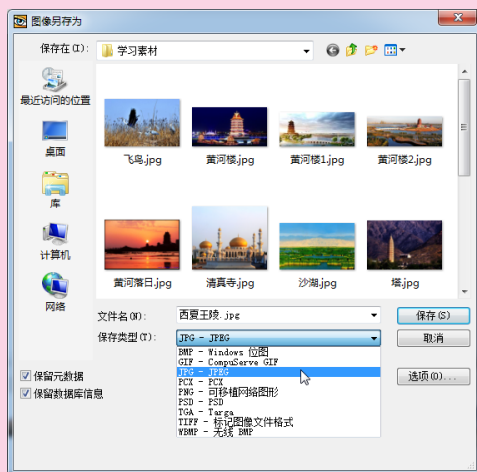 图像另存为
保存在(I):
学习素材
最近访问的位置
桌面
库
计算机
网络
飞鸟.jpg
黄河楼.jpg
黄河楼1.jpg
黄河楼2.jpg
黄河落日.jpg
清真寺.jpg
沙湖.jpg
塔.jpg
文件名(N):
西夏王陵.jpg
保存(S)
保存类型(T):
JPG - JPEG
取消
BMP - Windows 位图
GIF - CompuServe GIF
JPG - JPEG
PCX - PCX
PNG - 可移植网络图形
PSD - PSD
TGA - Targa
TIFF - 标记图像文件格式
WBMP - 无线 BMP
保留元数据
保留数据库信息
选项(O)...